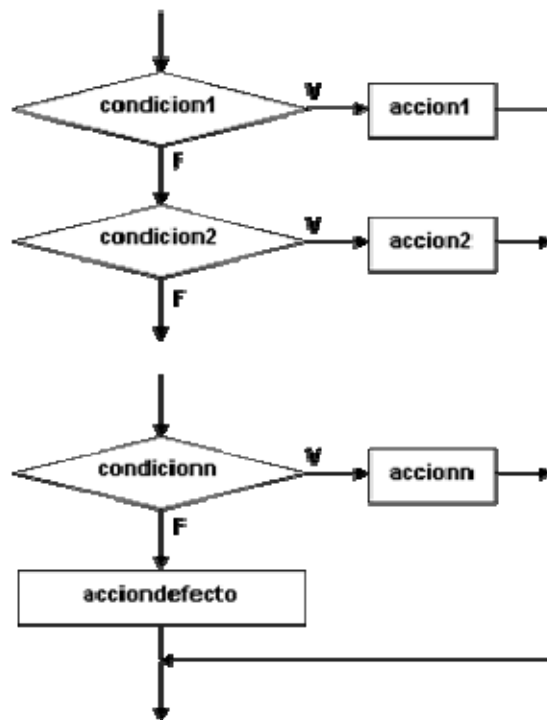 condicion1 V accion1
F
condicion2 V accion2
F
condicionn V accionn
F
acciondefecto